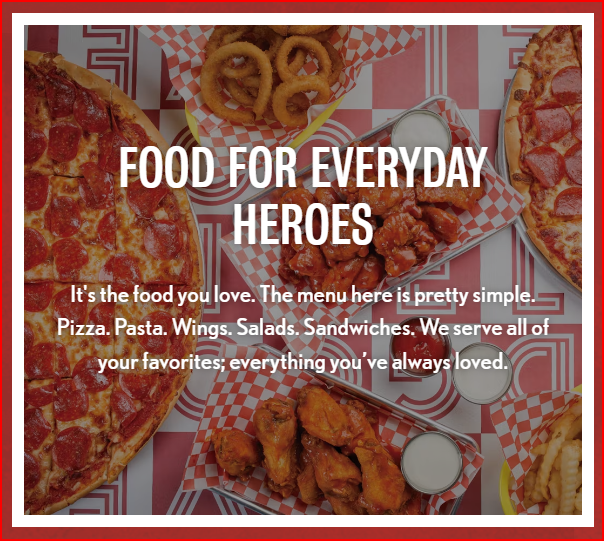 FOOD FOR EVERYDAY
HEROES
It's the food you love. The menu here is pretty simple.
Pizza. Pasta. Wings. Salads. Sandwiches. We serve all of
your favorites; everything you’ve always loved.